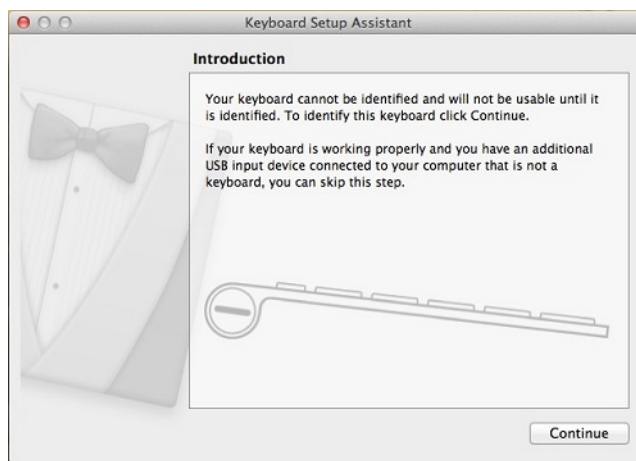 Keyboard Setup Assistant
Introduction
Your keyboard cannot be identified and will not be usable until it
is identified. To identify this keyboard click Continue.
If your keyboard is working properly and you have an additional
USB input device connected to your computer that is not a
keyboard, you can skip this step.
Continue